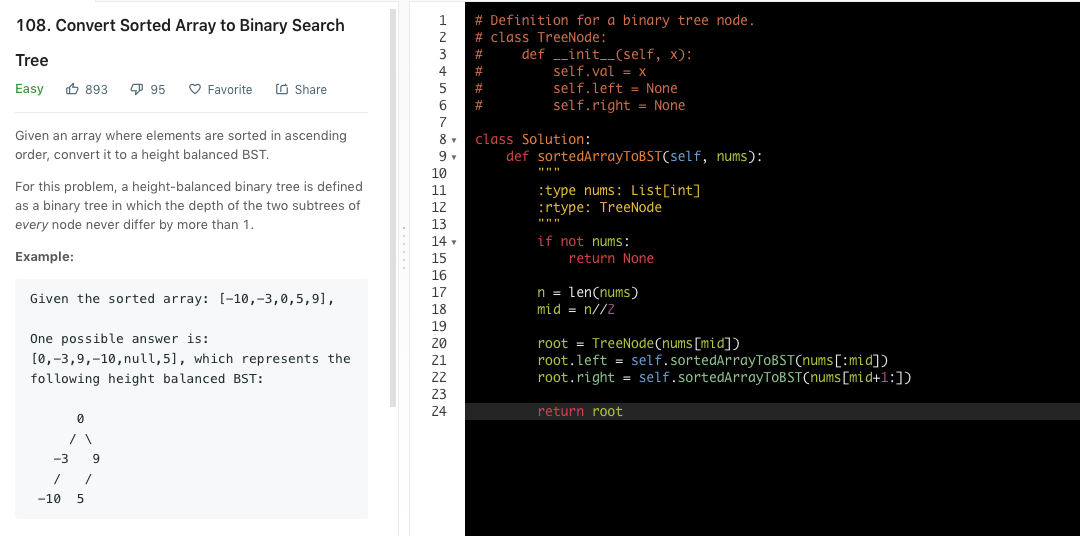 108. Convert Sorted Array to Binary Search
Tree
Easy 893 95 Favorite Share
Given an array where elements are sorted in ascending
order, convert it to a height balanced BST.
For this problem, a height-balanced binary tree is defined
as a binary tree in which the depth of the two subtrees of
every node never differ by more than 1.
Example:
Given the sorted array: [-10,-3,0,5,9],
One possible answer is:
[0,-3,9,-10,null,5], which represents the
following height balanced BST:
0
/ \
-3 9
/ /
-10 5
1 # Definition for a binary tree node.
2 # class TreeNode:
3 #     def __init__(self, x):
4 #         self.val = x
5 #         self.left = None
6 #         self.right = None
7
8 class Solution:
9     def sortedArrayToBST(self, nums):
10         """
11         :type nums: List[int]
12         :rtype: TreeNode
13         """
14         if not nums:
15             return None
16
17         n = len(nums)
18         mid = n//2
19
20         root = TreeNode(nums[mid])
21         root.left = self.sortedArrayToBST(nums[:mid])
22         root.right = self.sortedArrayToBST(nums[mid+1:])
23
24         return root